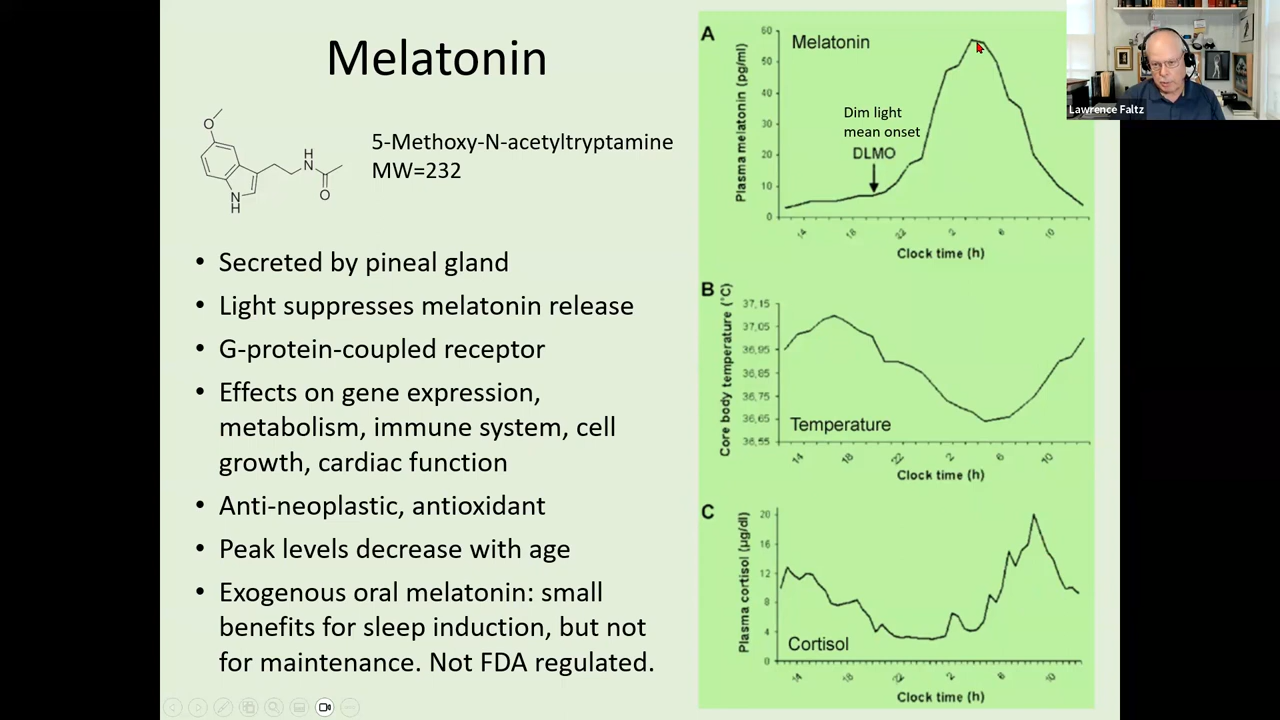 Melatonin
O
H
N
O
N
H
5-Methoxy-N-acetyltryptamine
MW=232
• Secreted by pineal gland
• Light suppresses melatonin release
• G-protein-coupled receptor
• Effects on gene expression,
metabolism, immune system, cell
growth, cardiac function
• Anti-neoplastic, antioxidant
• Peak levels decrease with age
• Exogenous oral melatonin: small
benefits for sleep induction, but not
for maintenance. Not FDA regulated.
A
Melatonin
Plasma melatonin (pg/ml)
60
50
40
30
20
10
0
Dim light
mean onset
DLMO
14 18 22 2 6 10
Clock time (h)
B
Core body temperature (°C)
37,15
37,05
36,95
36,85
36,75
36,65
36,55
Temperature
14 18 22 2 6 10
Clock time (h)
C
Plasma cortisol (µg/dl)
20
16
12
8
4
0
Cortisol
14 18 22 2 6 10
Clock time (h)
Lawrence Faltz